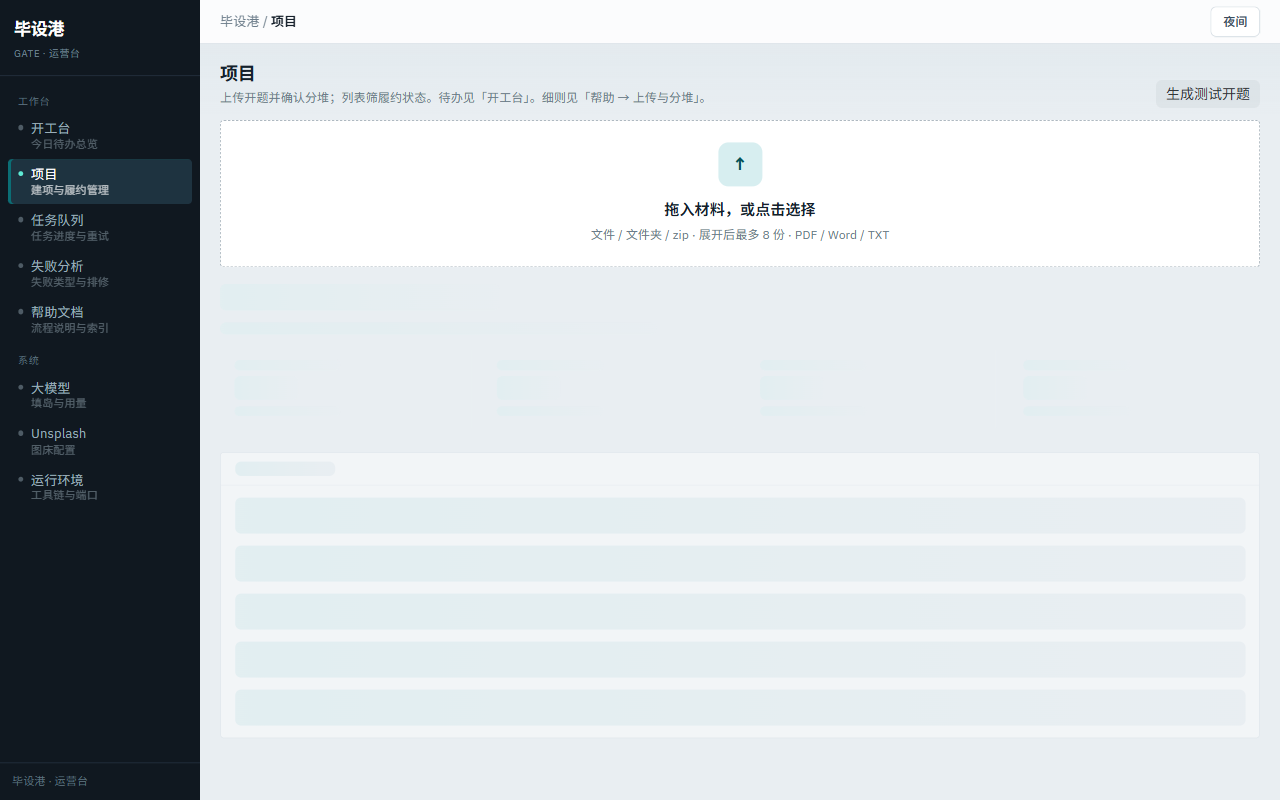 毕设港
GATE · 运营台
工作台
开工台
今日待办总览
项目
建项与履约管理
任务队列
任务进度与重试
失败分析
失败类型与排修
帮助文档
流程说明与索引
系统
大模型
填岛与用量
Unsplash
图床配置
运行环境
工具链与端口
毕设港 · 运营台
毕设港 / 项目
夜间
项目
上传开题并确认分堆；列表筛履约状态。待办见「开工台」。细则见「帮助 → 上传与分堆」。
生成测试开题
↑
拖入材料，或点击选择
文件 / 文件夹 / zip · 展开后最多 8 份 · PDF / Word / TXT